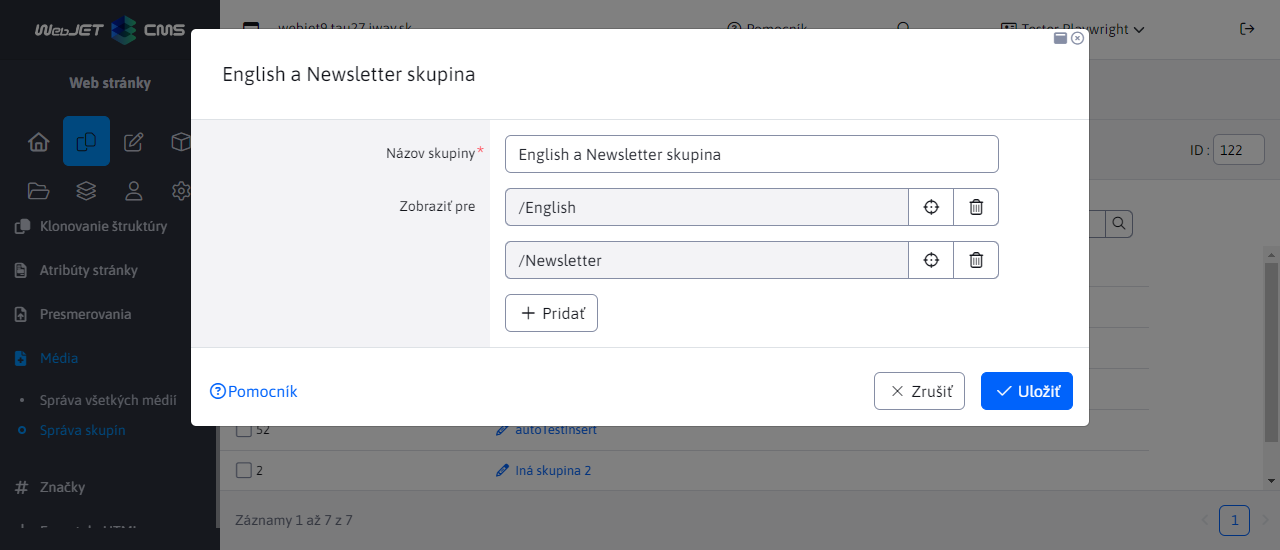 WebJET CMS
webjet9.tau27.iway.sk
Pomocník
Tester Playwright
Web stránky
English a Newsletter skupina
Názov skupiny*
English a Newsletter skupina
ID :
122
Zobraziť pre
/English
/Newsletter
Pridať
Klonovanie štruktúry
Atribúty stránky
Presmerovania
Média
Správa všetkých médií
Správa skupín
Značky
Pomocník
Zrušiť
Uložiť
52
autoTestInsert
2
Iná skupina 2
Záznamy 1 až 7 z 7
1